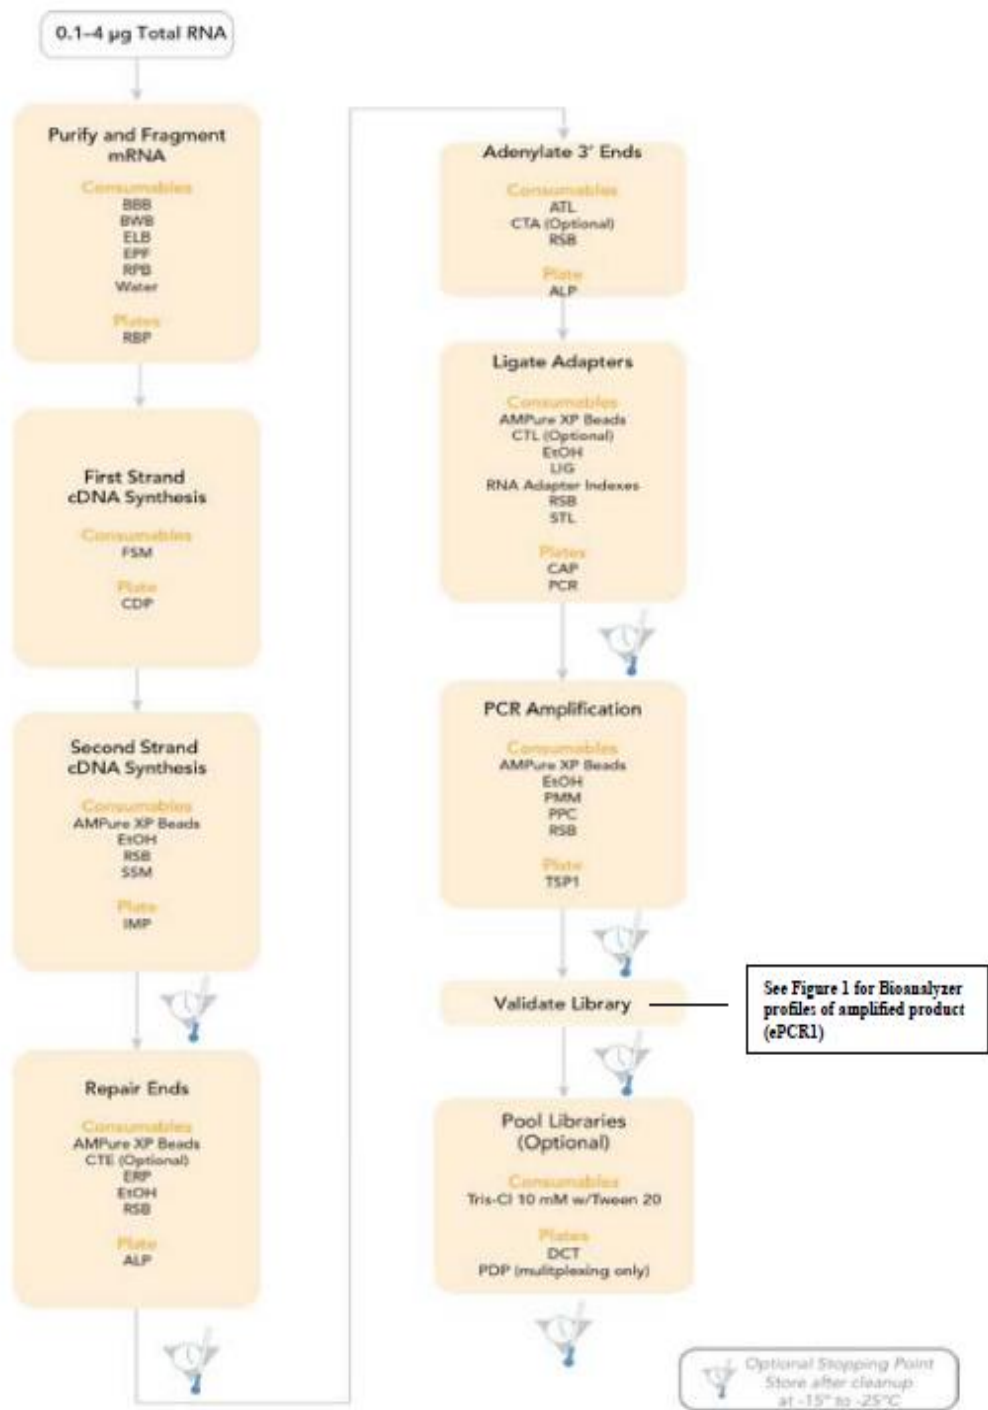 0.1–4 µg Total RNA
Purify and Fragment
mRNA
Consumables
BBB
BWB
ELB
EPF
RPB
Water
Plates
RBP
First Strand
cDNA Synthesis
Consumables
FSM
Plate
CDP
Second Strand
cDNA Synthesis
Consumables
AMPure XP Beads
EtOH
RSB
SSM
Plate
IMP
Repair Ends
Consumables
AMPure XP Beads
CTE (Optional)
ERP
EtOH
RSB
Plate
ALP
Adenylate 3' Ends
Consumables
ATL
CTA (Optional)
RSB
Plate
ALP
Ligate Adapters
Consumables
AMPure XP Beads
CTL (Optional)
EtOH
LIG
RNA Adapter Indexes
RSB
STL
Plates
CAP
PCR
PCR Amplification
Consumables
AMPure XP Beads
EtOH
PMM
PPC
RSB
Plate
TSP1
Validate Library
See Figure 1 for Bioanalyzer
profiles of amplified product
(ePCR1)
Pool Libraries
(Optional)
Consumables
Tris-Cl 10 mM w/Tween 20
Plates
DCT
PDP (mulitplexing only)
Optional Stopping Point
Store after cleanup
at -15° to -25°C